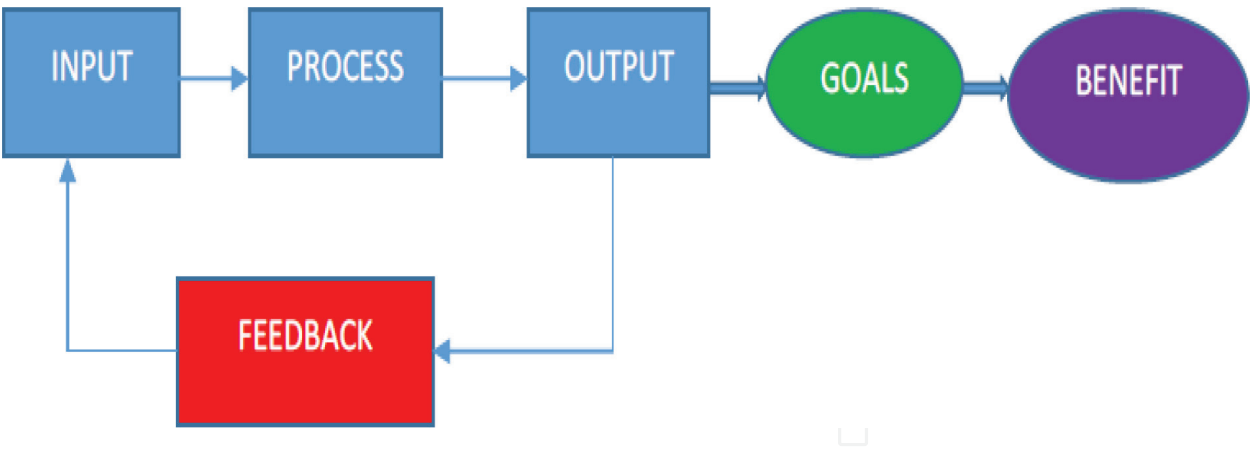 INPUT
PROCESS
OUTPUT
GOALS
BENEFIT
FEEDBACK